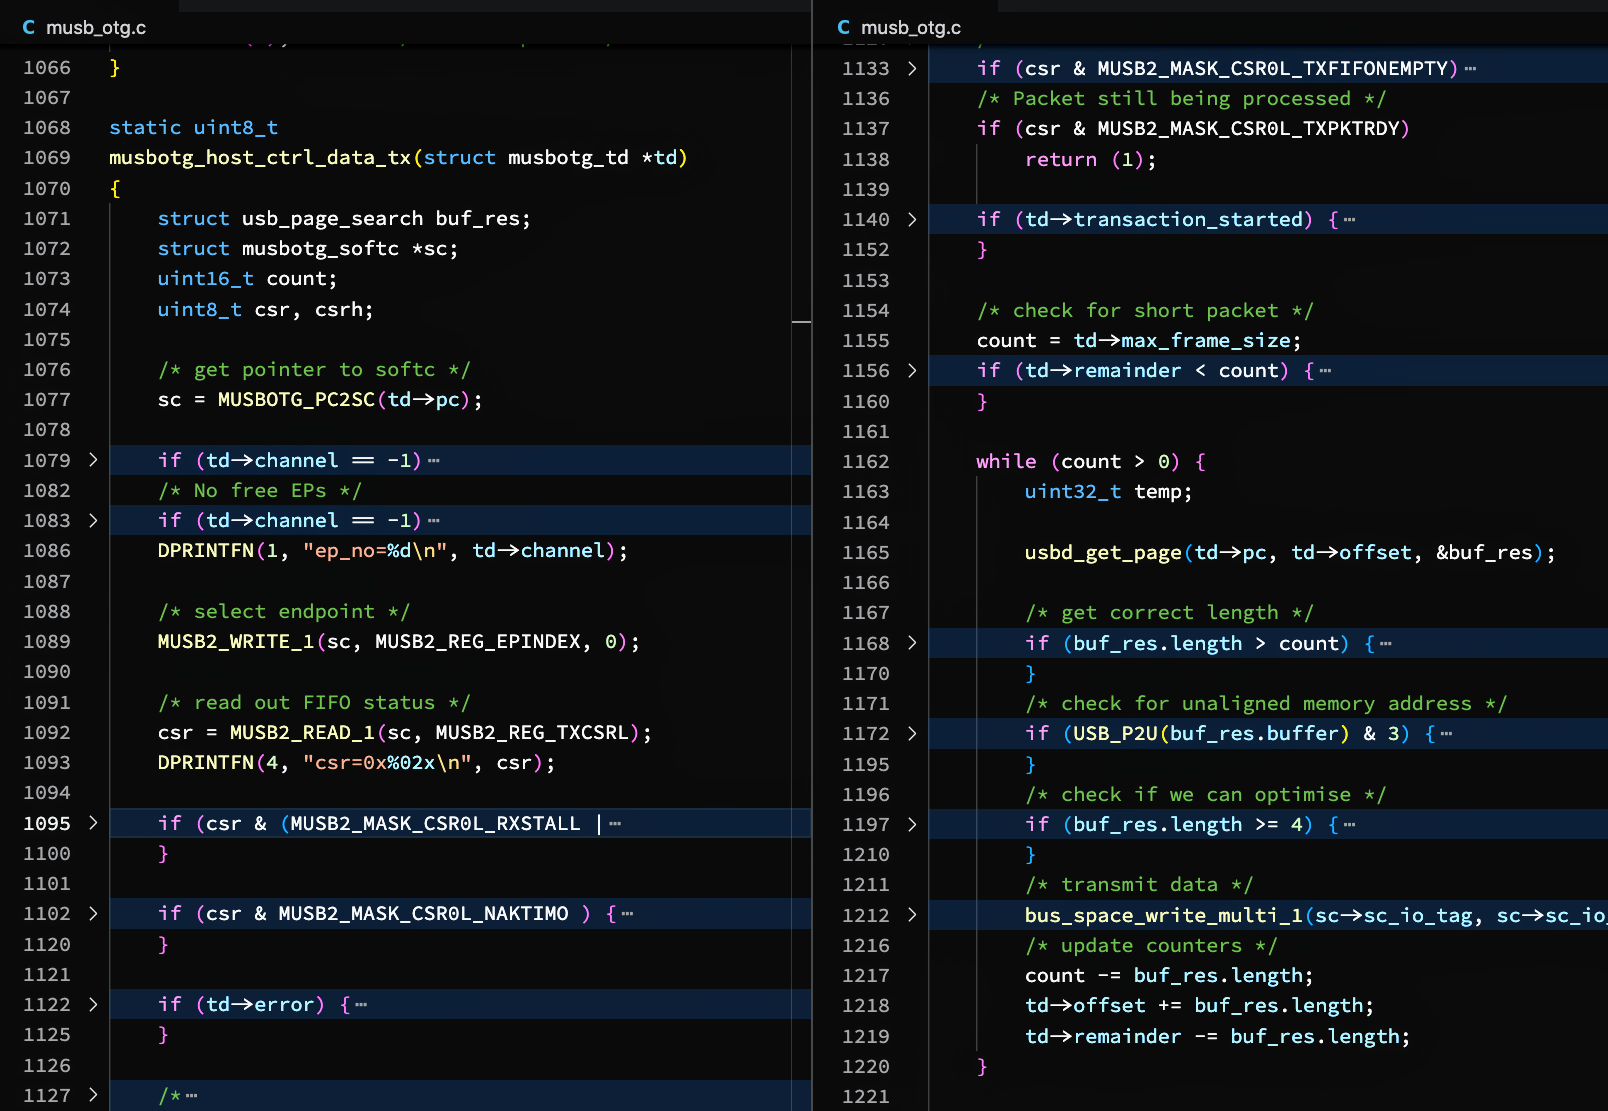 musb_otg.c
1066 }
1067
1068 static uint8_t
1069 musbotg_host_ctrl_data_tx(struct musbotg_td *td)
1070 {
1071 struct usb_page_search buf_res;
1072 struct musbotg_softc *sc;
1073 uint16_t count;
1074 uint8_t csr, csrh;
1075
1076 /* get pointer to softc */
1077 sc = MUSBOTG_PC2SC(td->pc);
1078
1079 if (td->channel == -1)⋯
1082 /* No free EPs */
1083 if (td->channel == -1)⋯
1086 DPRINTFN(1, "ep_no=%d\n", td->channel);
1087
1088 /* select endpoint */
1089 MUSB2_WRITE_1(sc, MUSB2_REG_EPINDEX, 0);
1090
1091 /* read out FIFO status */
1092 csr = MUSB2_READ_1(sc, MUSB2_REG_TXCSRL);
1093 DPRINTFN(4, "csr=0x%02x\n", csr);
1094
1095 if (csr & (MUSB2_MASK_CSR0L_RXSTALL |⋯
1100 }
1101
1102 if (csr & MUSB2_MASK_CSR0L_NAKTIMO ) {⋯
1120 }
1121
1122 if (td->error) {⋯
1125 }
1126
1127 /*⋯
musb_otg.c
1133 if (csr & MUSB2_MASK_CSR0L_TXFIFONEMPTY)⋯
1136 /* Packet still being processed */
1137 if (csr & MUSB2_MASK_CSR0L_TXPKTRDY)
1138 return (1);
1139
1140 if (td->transaction_started) {⋯
1152 }
1153
1154 /* check for short packet */
1155 count = td->max_frame_size;
1156 if (td->remainder < count) {⋯
1160 }
1161
1162 while (count > 0) {
1163 uint32_t temp;
1164
1165 usbd_get_page(td->pc, td->offset, &buf_res);
1166
1167 /* get correct length */
1168 if (buf_res.length > count) {⋯
1170 }
1171 /* check for unaligned memory address */
1172 if (USB_P2U(buf_res.buffer) & 3) {⋯
1195 }
1196 /* check if we can optimise */
1197 if (buf_res.length >= 4) {⋯
1210 }
1211 /* transmit data */
1212 bus_space_write_multi_1(sc->sc_io_tag, sc->sc_io_
1216 /* update counters */
1217 count -= buf_res.length;
1218 td->offset += buf_res.length;
1219 td->remainder -= buf_res.length;
1220 }
1221